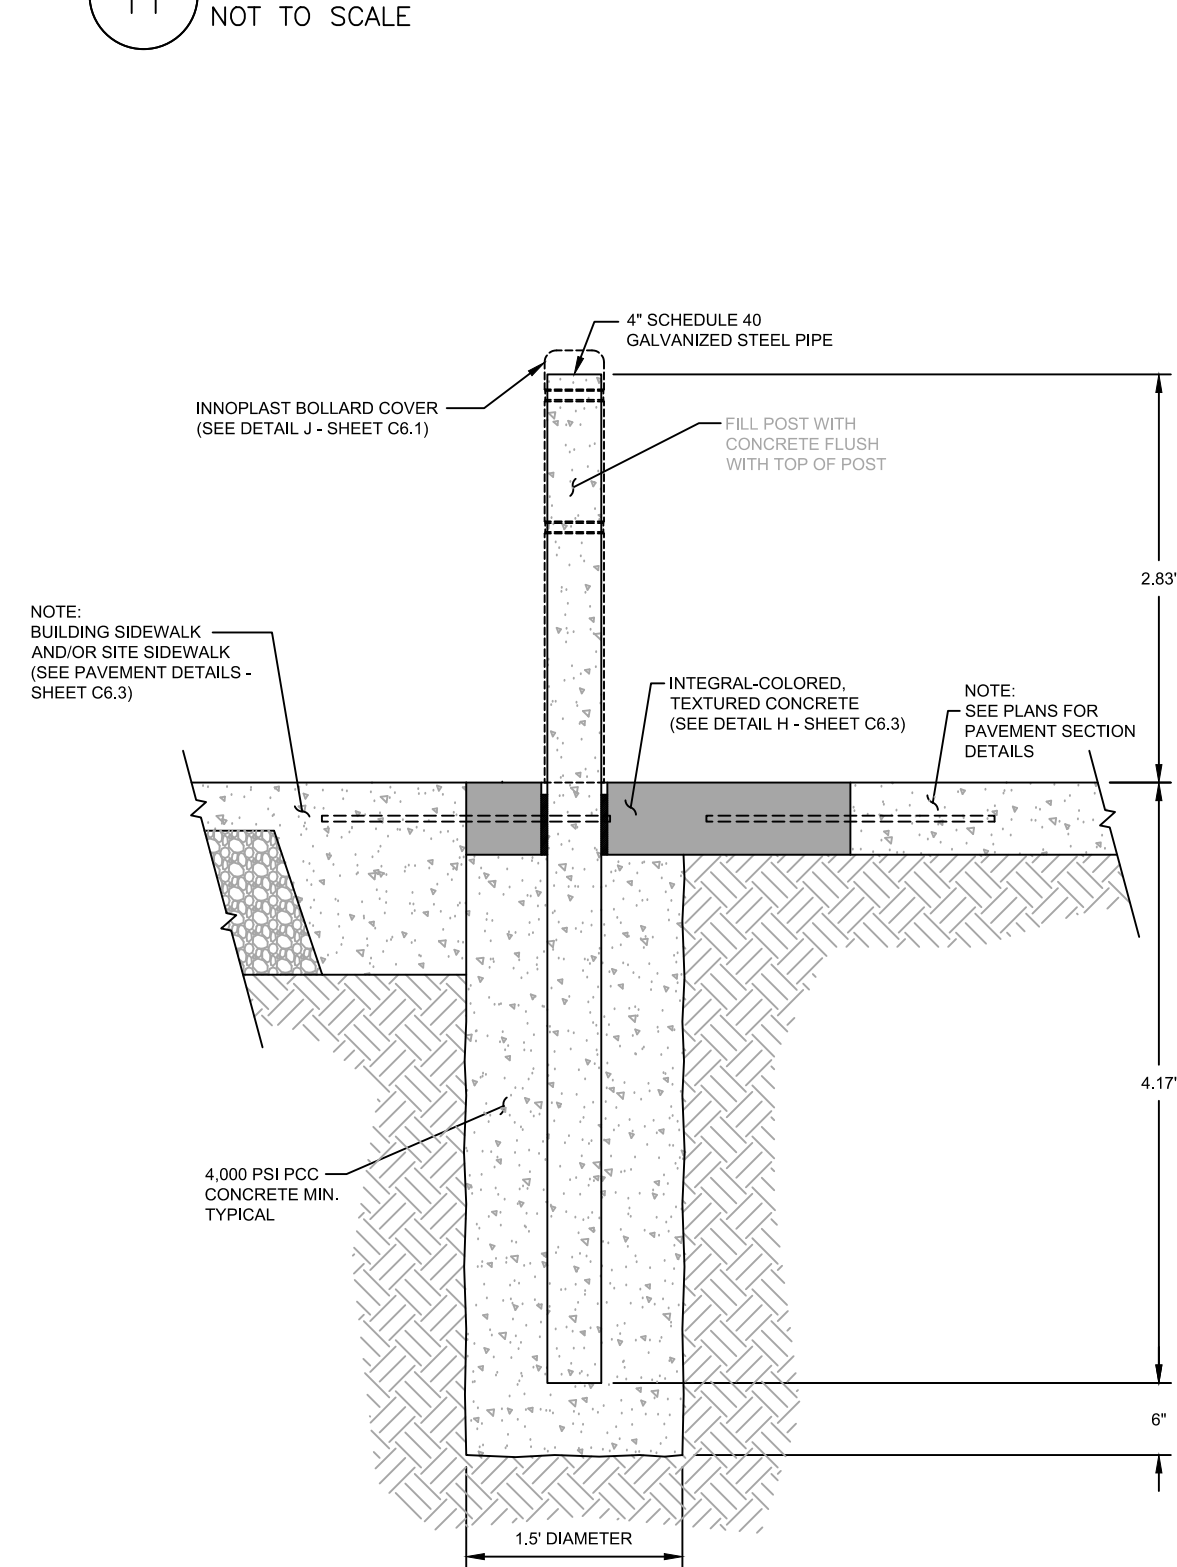 NOT TO SCALE
4" SCHEDULE 40
GALVANIZED STEEL PIPE
INNOPLAST BOLLARD COVER
(SEE DETAIL J - SHEET C6.1)
FILL POST WITH
CONCRETE FLUSH
WITH TOP OF POST
2.83'
NOTE:
BUILDING SIDEWALK
AND/OR SITE SIDEWALK
(SEE PAVEMENT DETAILS -
SHEET C6.3)
INTEGRAL-COLORED,
TEXTURED CONCRETE
(SEE DETAIL H - SHEET C6.3)
NOTE:
SEE PLANS FOR
PAVEMENT SECTION
DETAILS
4.17'
4,000 PSI PCC
CONCRETE MIN.
TYPICAL
6"
1.5' DIAMETER